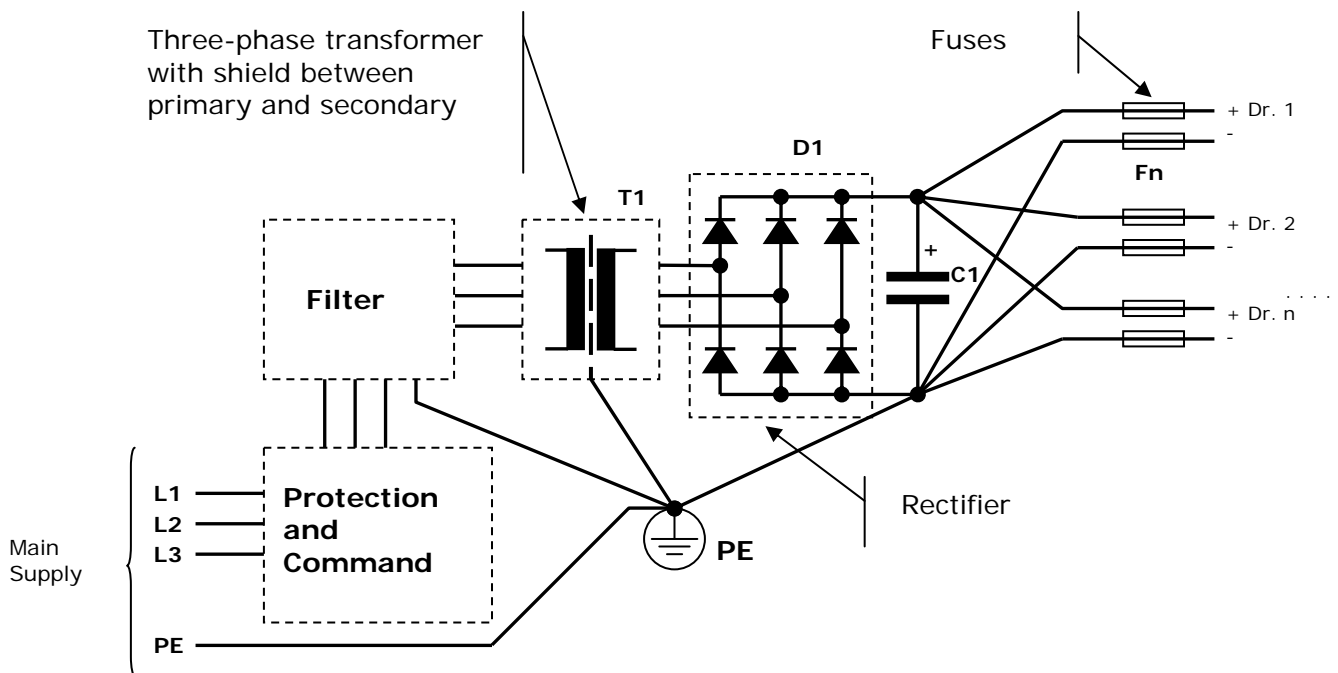 Three-phase transformer
with shield between
primary and secondary
Fuses
+ Dr. 1
-
D1
Fn
T1
+ Dr. 2
-
+
C1
Filter
. . . .
+ Dr. n
-
L1
L2
L3
Protection
and
Command
Rectifier
Main
Supply
PE
PE